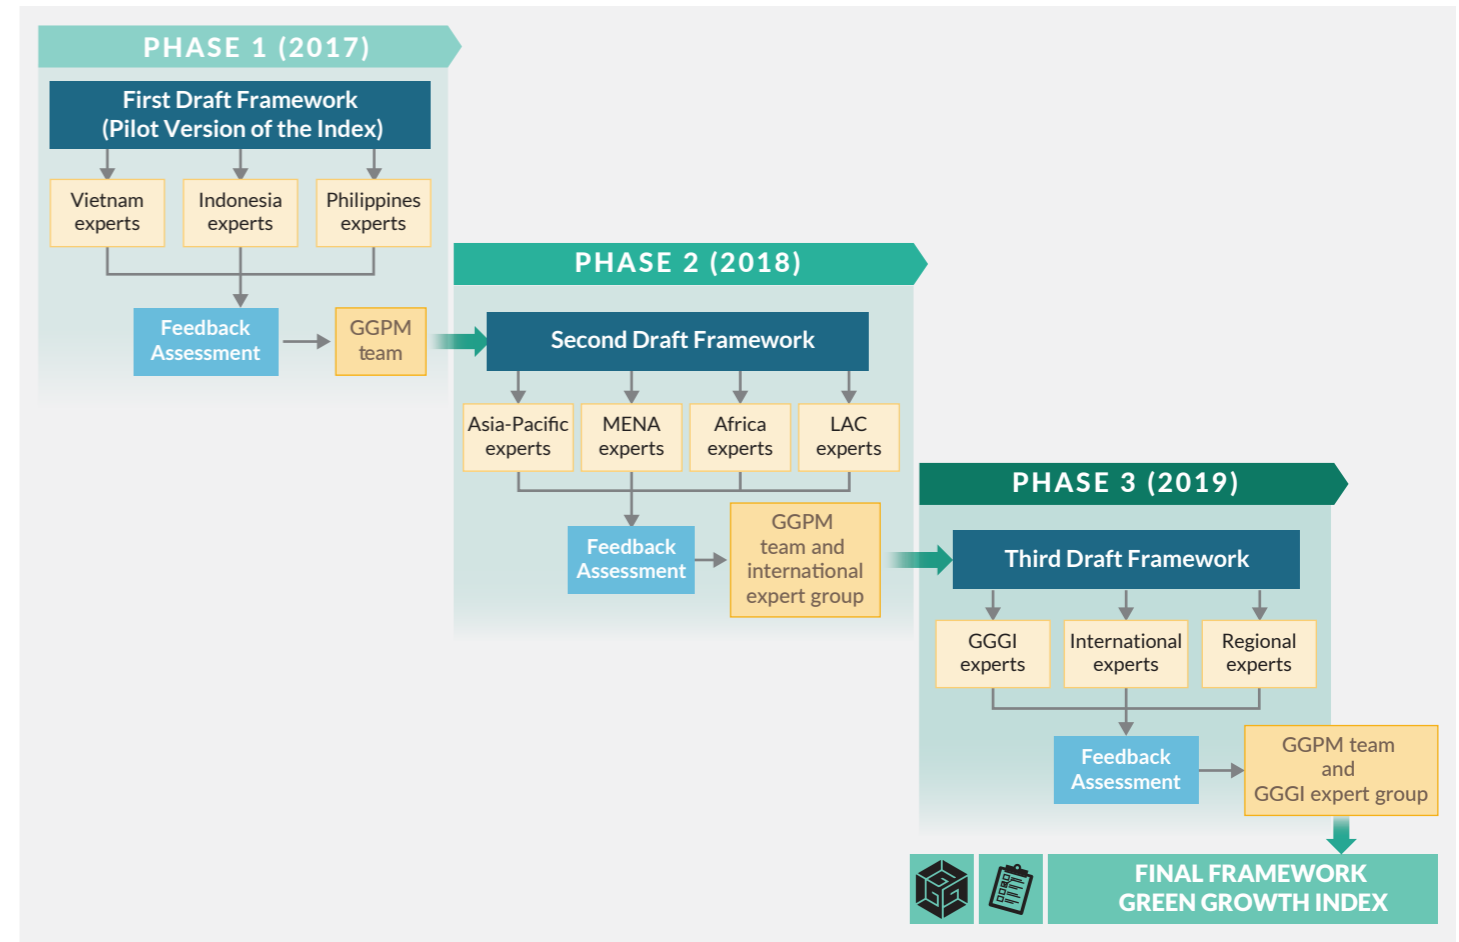 PHASE 1 (2017)
First Draft Framework
(Pilot Version of the Index)
Vietnam
experts
Indonesia
experts
Philippines
experts
Feedback
Assessment
GGPM
team
PHASE 2 (2018)
Second Draft Framework
Asia-Pacific
experts
MENA
experts
Africa
experts
LAC
experts
Feedback
Assessment
GGPM
team and
international
expert group
PHASE 3 (2019)
Third Draft Framework
GGGI
experts
International
experts
Regional
experts
Feedback
Assessment
GGPM team
and
GGGI expert group
FINAL FRAMEWORK
GREEN GROWTH INDEX